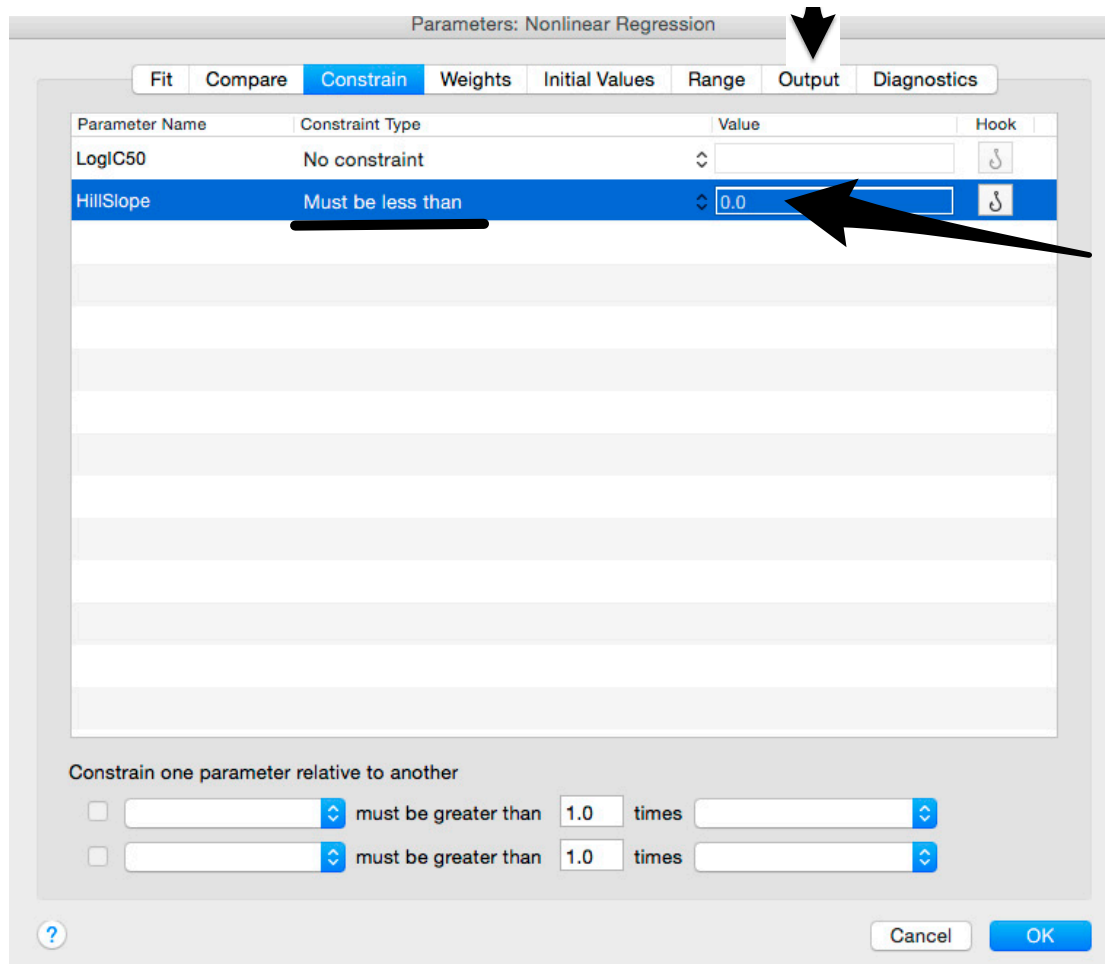 Parameters: Nonlinear Regression
Fit Compare Constrain Weights Initial Values Range Output Diagnostics
Parameter Name Constraint Type Value Hook
LogIC50 No constraint
HillSlope Must be less than 0.0
Constrain one parameter relative to another
must be greater than 1.0 times
must be greater than 1.0 times
? Cancel OK